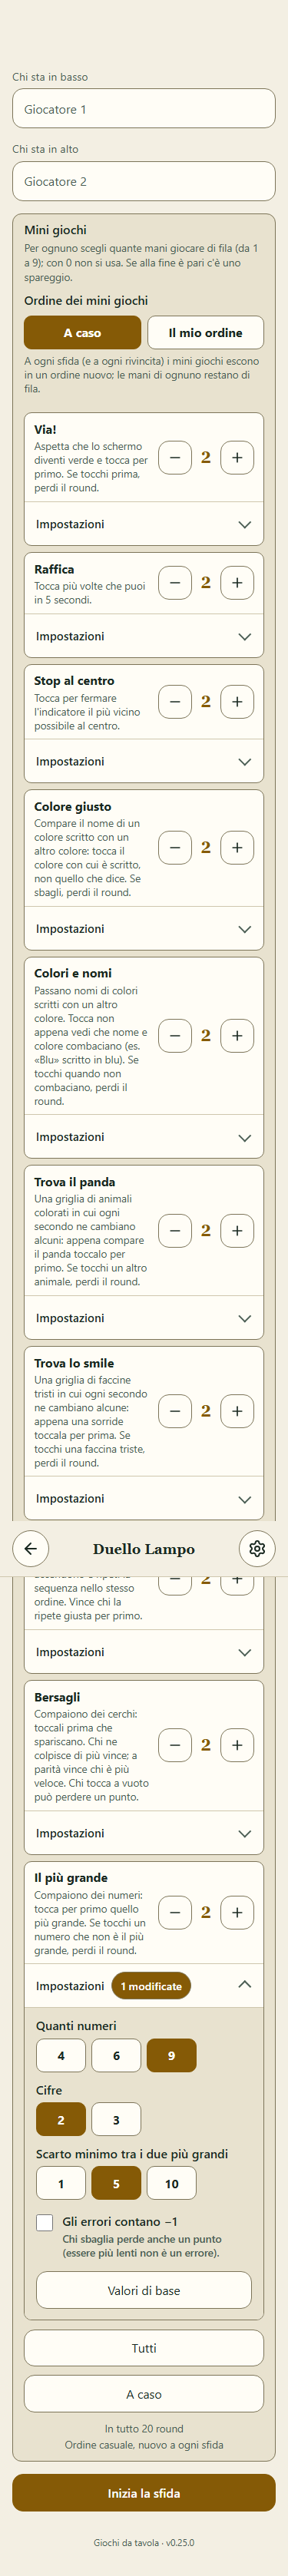 Chi sta in basso
Giocatore 1
Chi sta in alto
Giocatore 2
Mini giochi
Per ognuno scegli quante mani giocare di fila (da 1
a 9); con 0 non si usa. Se alla fine è pari c'è uno
spareggio.
Ordine dei mini giochi
A caso
Il mio ordine
A ogni sfida (e a ogni rivincita) i mini giochi escono
in un ordine nuovo; le mani di ognuno restano di
fila.
Via!
Aspetta che lo schermo
diventi verde e tocca per
primo. Se tocchi prima,
perdi il round.
− 2 +
Impostazioni
Raffica
Tocca più volte che puoi
in 5 secondi.
− 2 +
Impostazioni
Stop al centro
Tocca per fermare
l'indicatore il più vicino
possibile al centro.
− 2 +
Impostazioni
Colore giusto
Compare il nome di un
colore scritto con un
altro colore: tocca il
colore con cui è scritto,
non quello che dice. Se
sbagli, perdi il round.
− 2 +
Impostazioni
Colori e nomi
Passano nomi di colori
scritti con un altro
colore. Tocca non
appena vedi che nome e
colore combaciano (es.
«Blu» scritto in blu). Se
tocchi quando non
combaciano, perdi il
round.
− 2 +
Impostazioni
Trova il panda
Una griglia di animali
colorati in cui ogni
secondo ne cambiano
alcuni: appena compare
il panda toccalo per
primo. Se tocchi un altro
animale, perdi il round.
− 2 +
Impostazioni
Trova lo smile
Una griglia di faccine
tristi in cui ogni secondo
ne cambiano alcune:
appena una sorride
toccala per prima. Se
tocchi una faccina triste,
perdi il round.
− 2 +
Impostazioni
Duello Lampo
sequenza nello stesso
ordine. Vince chi la
ripete giusta per primo.
− 2 +
Impostazioni
Bersagli
Compaiono dei cerchi:
toccali prima che
spariscano. Chi ne
colpisce di più vince; a
parità vince chi è più
veloce. Chi tocca a vuoto
può perdere un punto.
− 2 +
Impostazioni
Il più grande
Compaiono dei numeri:
tocca per primo quello
più grande. Se tocchi un
numero che non è il più
grande, perdi il round.
− 2 +
Impostazioni 1 modificate
Quanti numeri
4 6 9
Cifre
2 3
Scarto minimo tra i due più grandi
1 5 10
Gli errori contano −1
Chi sbaglia perde anche un punto
(essere più lenti non è un errore).
Valori di base
Tutti
A caso
In tutto 20 round
Ordine casuale, nuovo a ogni sfida
Inizia la sfida
Giochi da tavola · v0.25.0